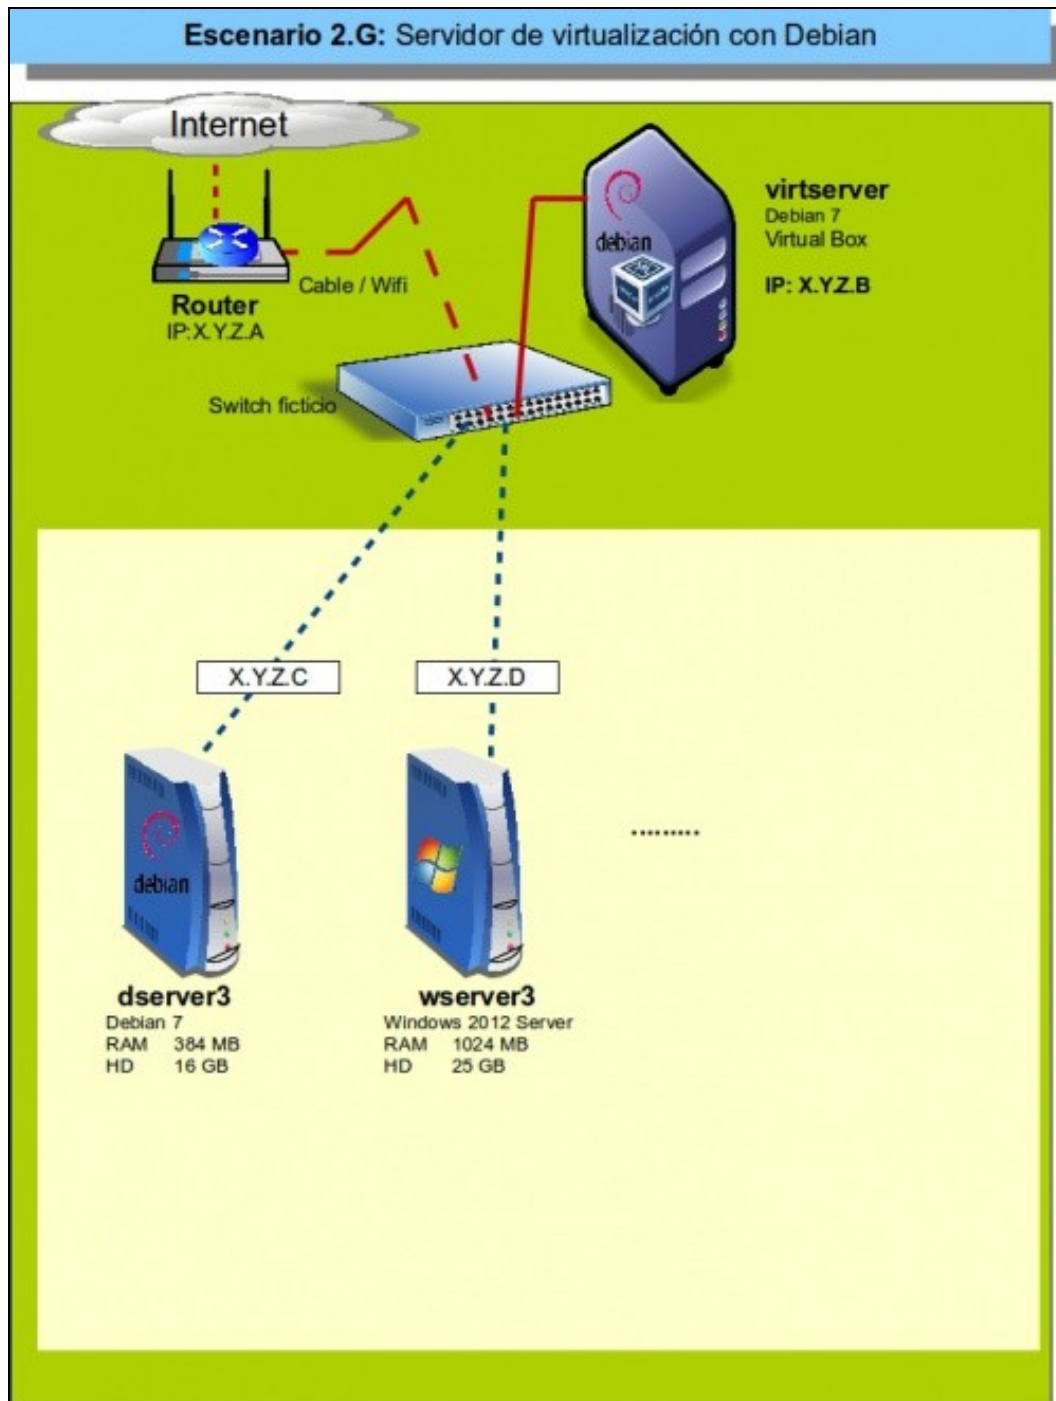 Escenario 2.G: Servidor de virtualización con Debian
Internet
virtserver
Debian 7
Virtual Box
IP: X.Y.Z.B
debian
Cable / Wifi
Router
IP:X.Y.Z.A
Switch ficticio
X.Y.Z.C
X.Y.Z.D
.........
debian
dserver3
Debian 7
RAM 384 MB
HD 16 GB
wserver3
Windows 2012 Server
RAM 1024 MB
HD 25 GB